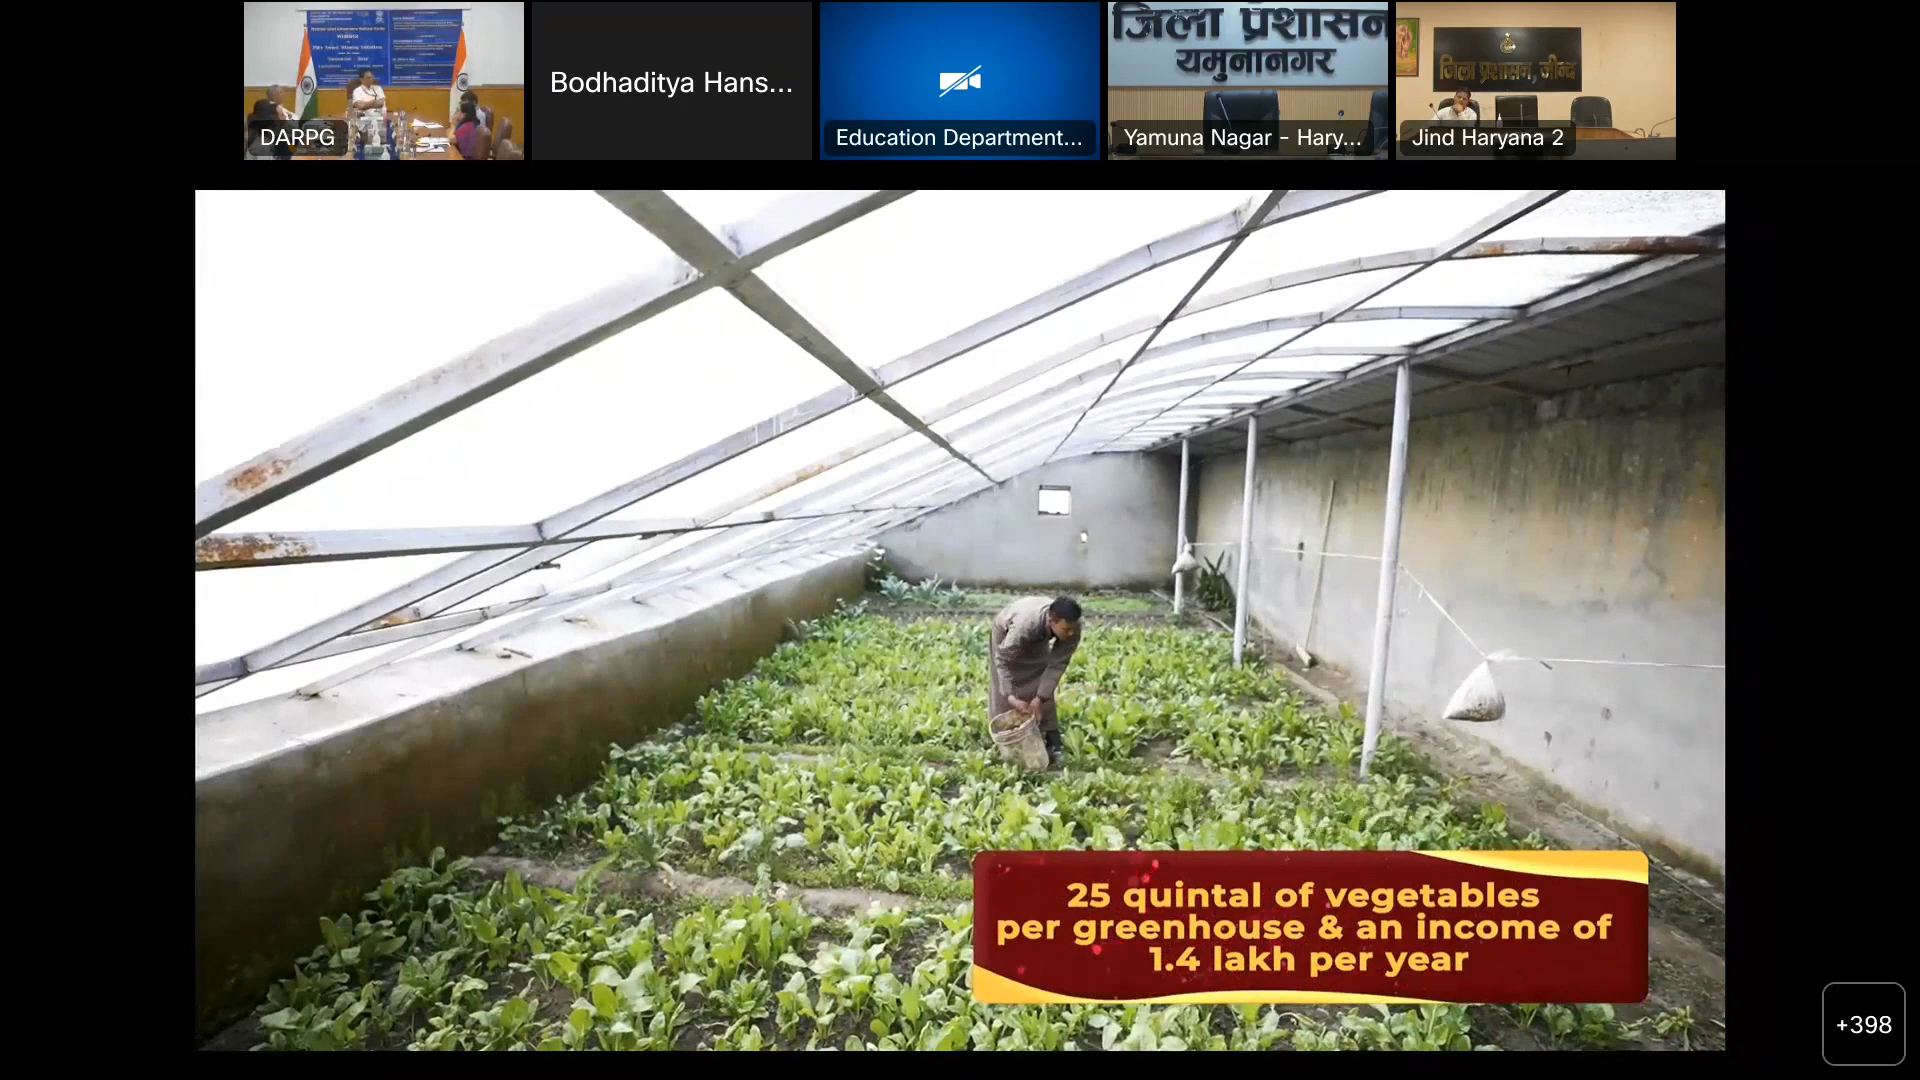 DARPG
Bodhaditya Hans...
Education Department...
जिला प्रशासन
यमुनानगर
Yamuna Nagar - Hary...
जिला प्रशासन, जीन्द
Jind Haryana 2
25 quintal of vegetables
per greenhouse & an income of
1.4 lakh per year
+398